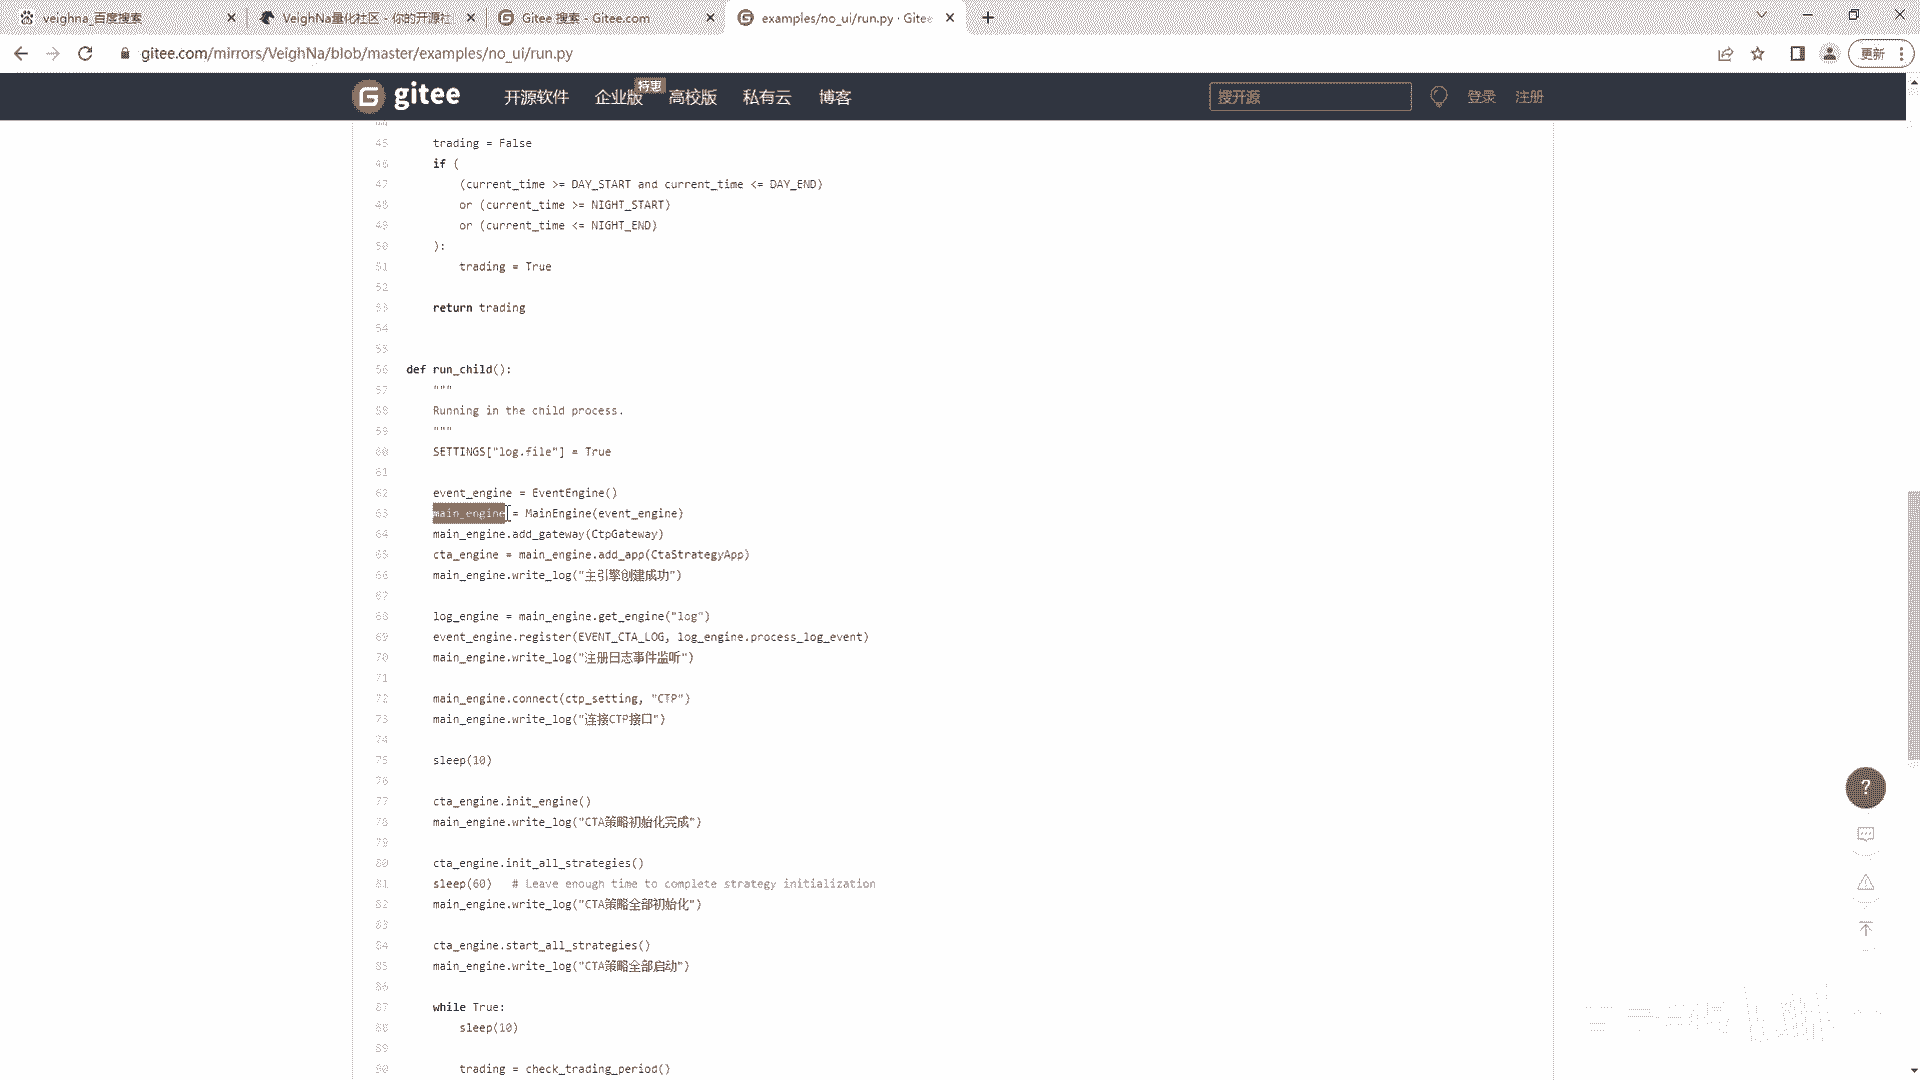 veighna_百度搜索
VeighNa量化社区 - 你的开源社
Gitee 搜索 - Gitee.com
examples/no_ui/run.py · Gitee
gitee.com/mirrors/VeighNa/blob/master/examples/no_ui/run.py
更新
gitee
开源软件
企业版
特惠
高校版
私有云
博客
搜开源
登录
注册
45 trading = False
46 if (
47 (current_time >= DAY_START and current_time <= DAY_END)
48 or (current_time >= NIGHT_START)
49 or (current_time <= NIGHT_END)
50 ):
51 trading = True
52
53 return trading
54
55
56 def run_child():
57 """
58 Running in the child process.
59 """
60 SETTINGS["log.file"] = True
61
62 event_engine = EventEngine()
63 main_engine = MainEngine(event_engine)
64 main_engine.add_gateway(CtpGateway)
65 cta_engine = main_engine.add_app(CtaStrategyApp)
66 main_engine.write_log("主引擎创建成功")
67
68 log_engine = main_engine.get_engine("log")
69 event_engine.register(EVENT_CTA_LOG, log_engine.process_log_event)
70 main_engine.write_log("注册日志事件监听")
71
72 main_engine.connect(ctp_setting, "CTP")
73 main_engine.write_log("连接CTP接口")
74
75 sleep(10)
76
77 cta_engine.init_engine()
78 main_engine.write_log("CTA策略初始化完成")
79
80 cta_engine.init_all_strategies()
81 sleep(60) # Leave enough time to complete strategy initialization
82 main_engine.write_log("CTA策略全部初始化")
83
84 cta_engine.start_all_strategies()
85 main_engine.write_log("CTA策略全部启动")
86
87 while True:
88 sleep(10)
89
90 trading = check_trading_period()